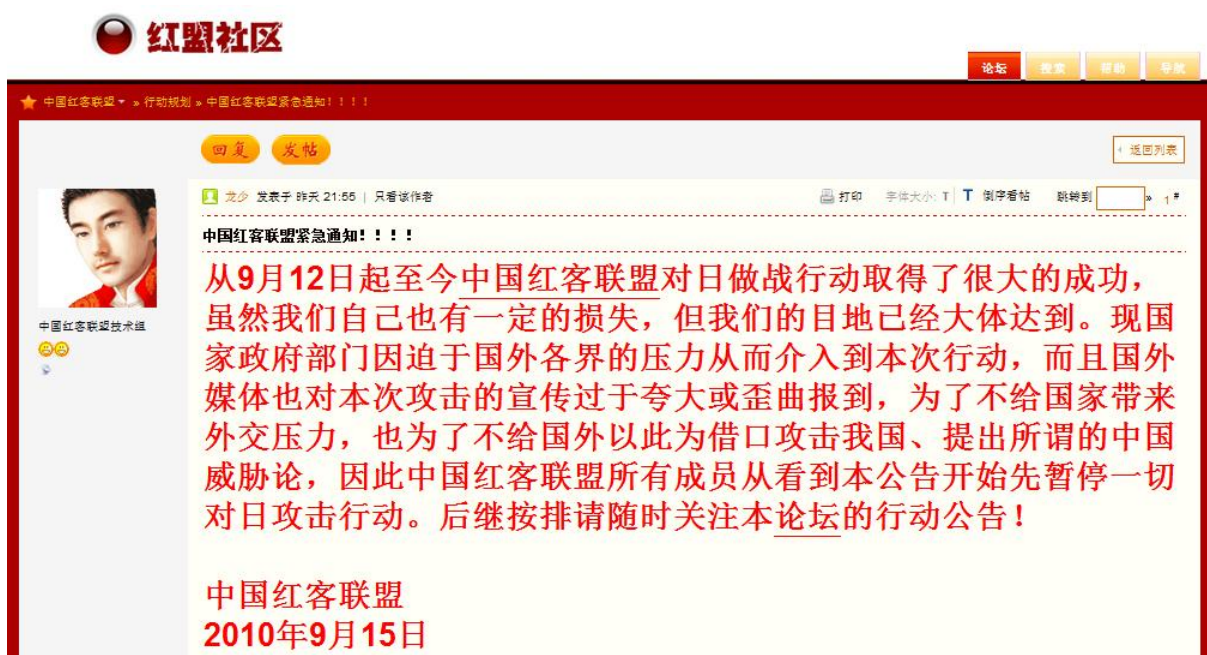 红盟社区
论坛 搜索 帮助 导航
中国红客联盟 » 行动规划 » 中国红客联盟紧急通知！！！！
回复 发帖
返回列表
龙少 发表于 昨天 21:55 | 只看该作者
打印 字体大小: T T 倒序看帖 跳转到 » 1#
中国红客联盟紧急通知！！！！
中国红客联盟技术组
从9月12日起至今中国红客联盟对日做战行动取得了很大的成功，
虽然我们自己也有一定的损失，但我们的目地已经大体达到。现国
家政府部门因迫于国外各界的压力从而介入到本次行动，而且国外
媒体也对本次攻击的宣传过于夸大或歪曲报到，为了不给国家带来
外交压力，也为了不给国外以此为借口攻击我国、提出所谓的中国
威胁论，因此中国红客联盟所有成员从看到本公告开始先暂停一切
对日攻击行动。后继按排请随时关注本论坛的行动公告！
中国红客联盟
2010年9月15日